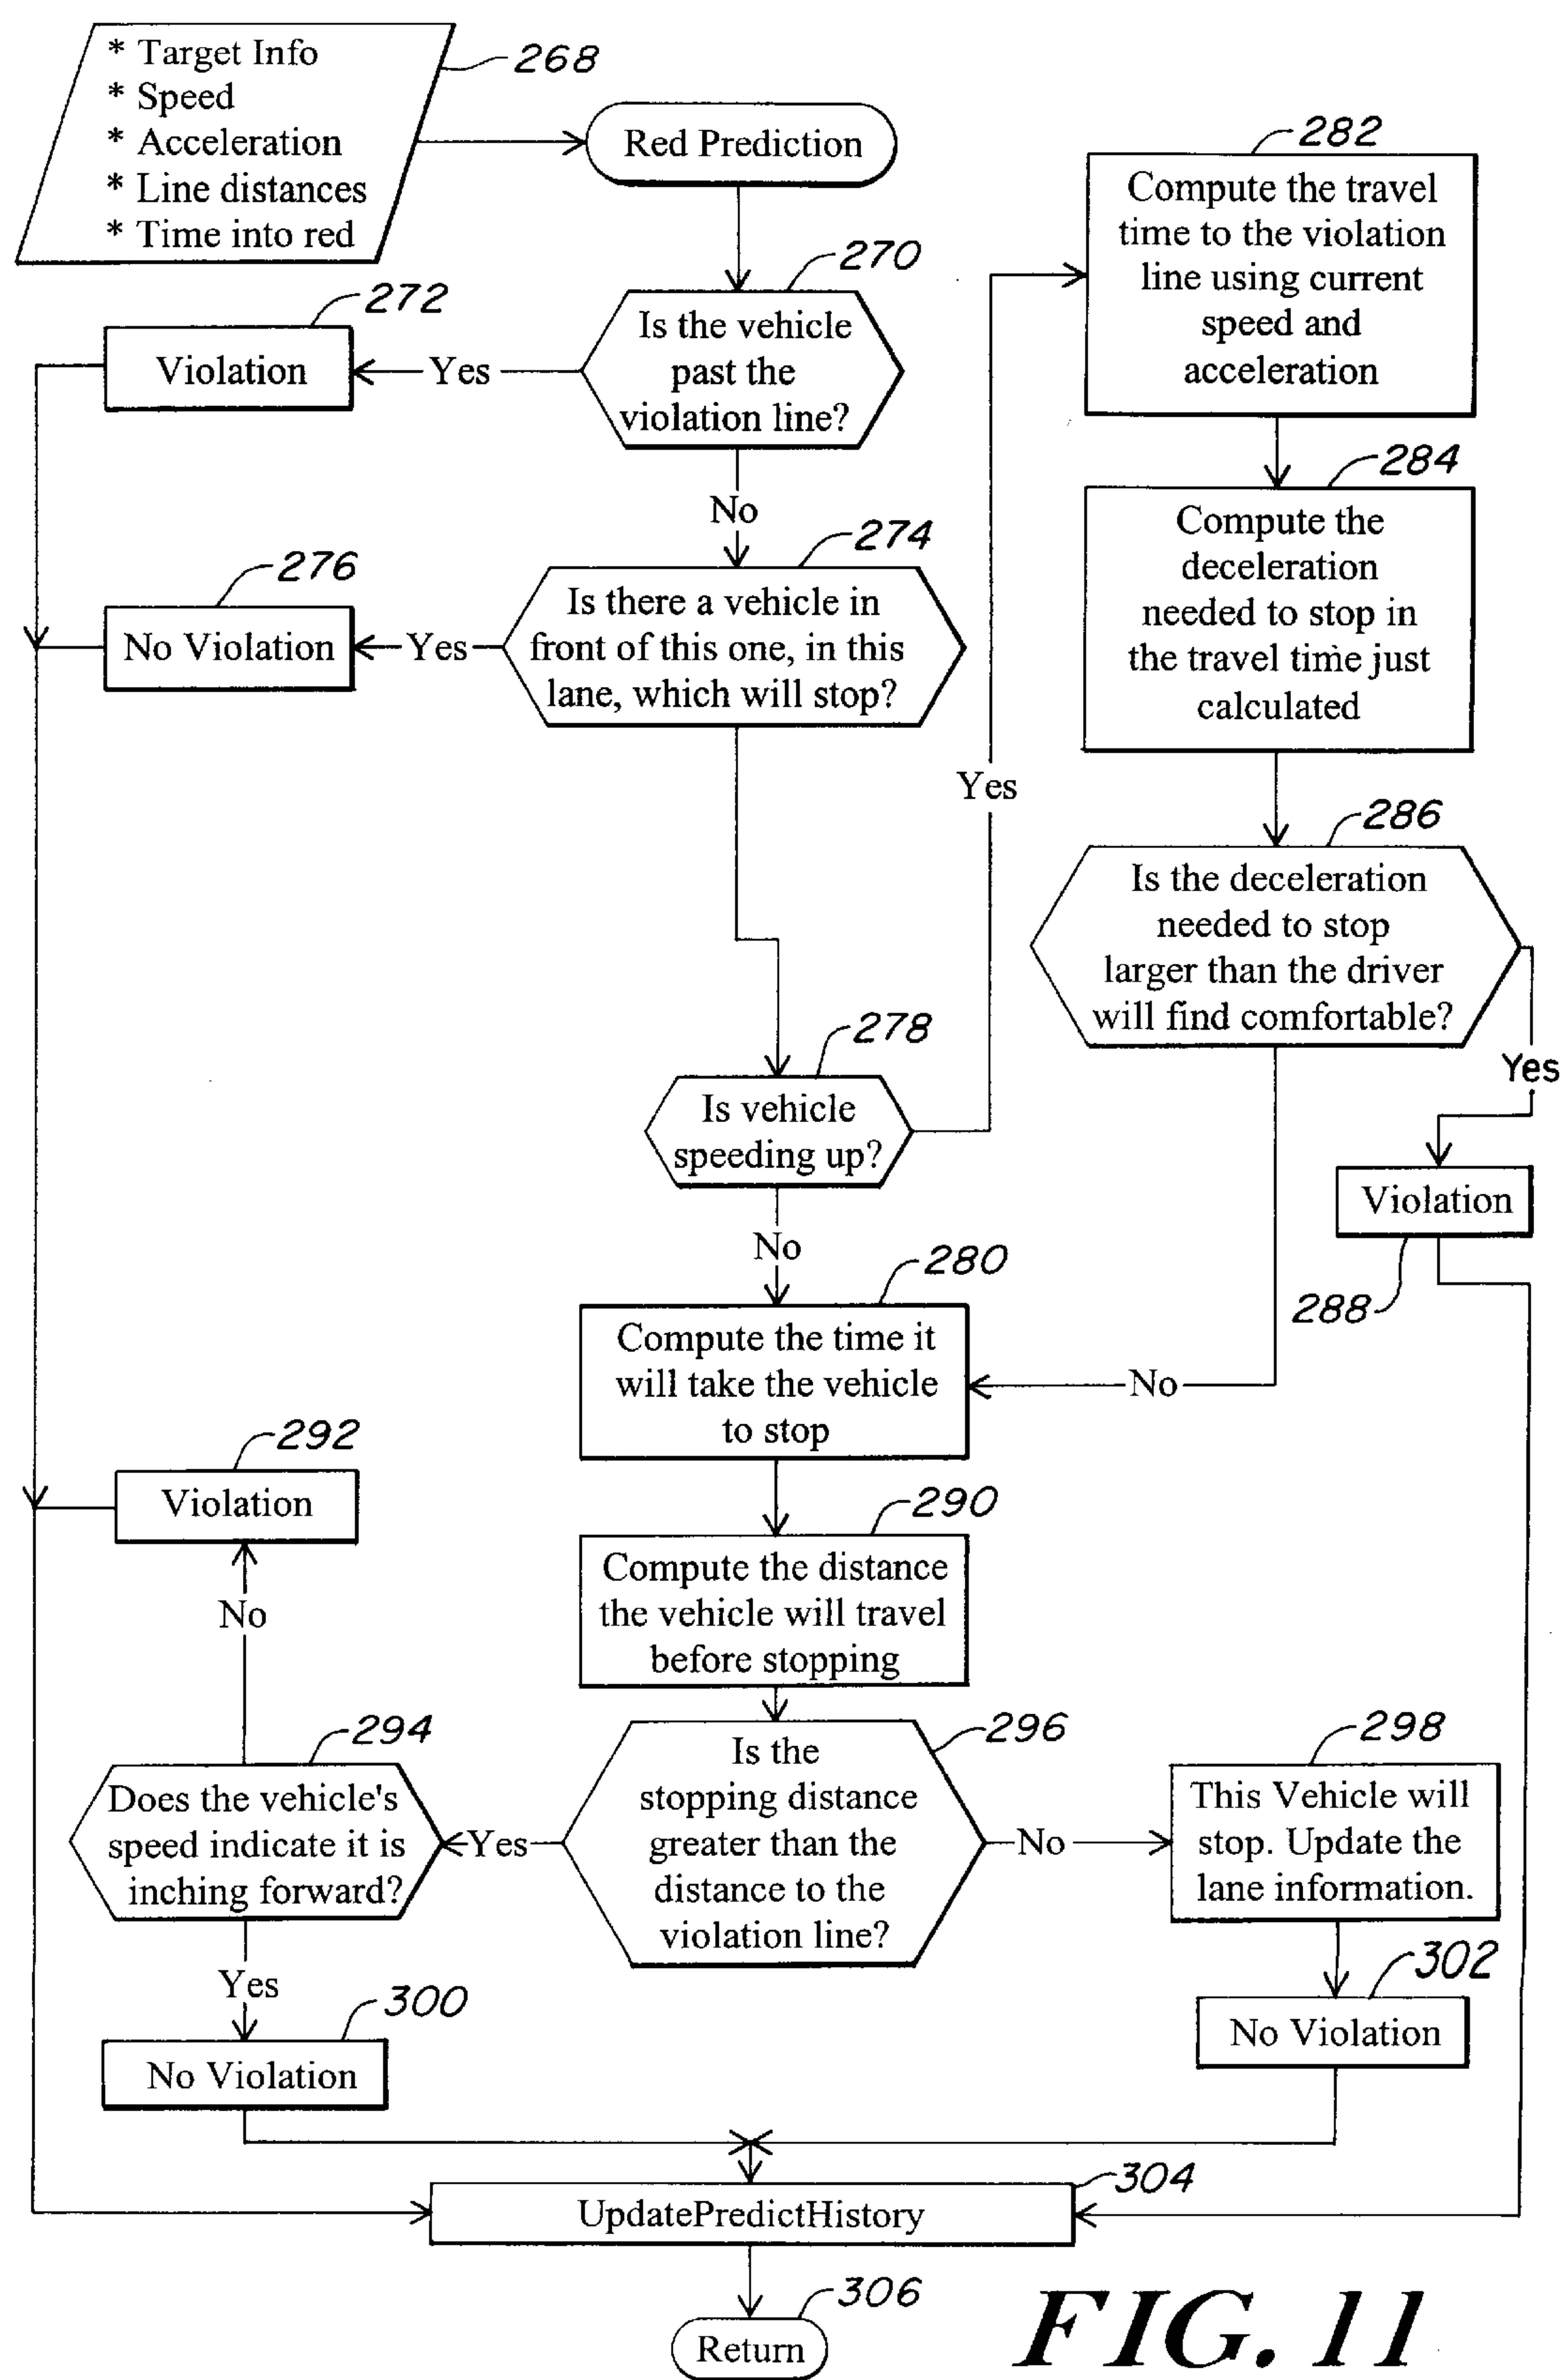 * Target Info
* Speed
* Acceleration
* Line distances
* Time into red
268
Red Prediction
270
Is the vehicle
past the
violation line?
Yes
272
Violation
No
274
Is there a vehicle in
front of this one, in this
lane, which will stop?
Yes
276
No Violation
278
Is vehicle
speeding up?
Yes
282
Compute the travel
time to the violation
line using current
speed and
acceleration
284
Compute the
deceleration
needed to stop in
the travel time just
calculated
286
Is the deceleration
needed to stop
larger than the driver
will find comfortable?
Yes
Violation
288
No
No
280
Compute the time it
will take the vehicle
to stop
290
Compute the distance
the vehicle will travel
before stopping
296
Is the
stopping distance
greater than the
distance to the
violation line?
Yes
294
Does the vehicle's
speed indicate it is
inching forward?
No
292
Violation
Yes
300
No Violation
No
298
This Vehicle will
stop. Update the
lane information.
302
No Violation
304
UpdatePredictHistory
306
Return
FIG. 11